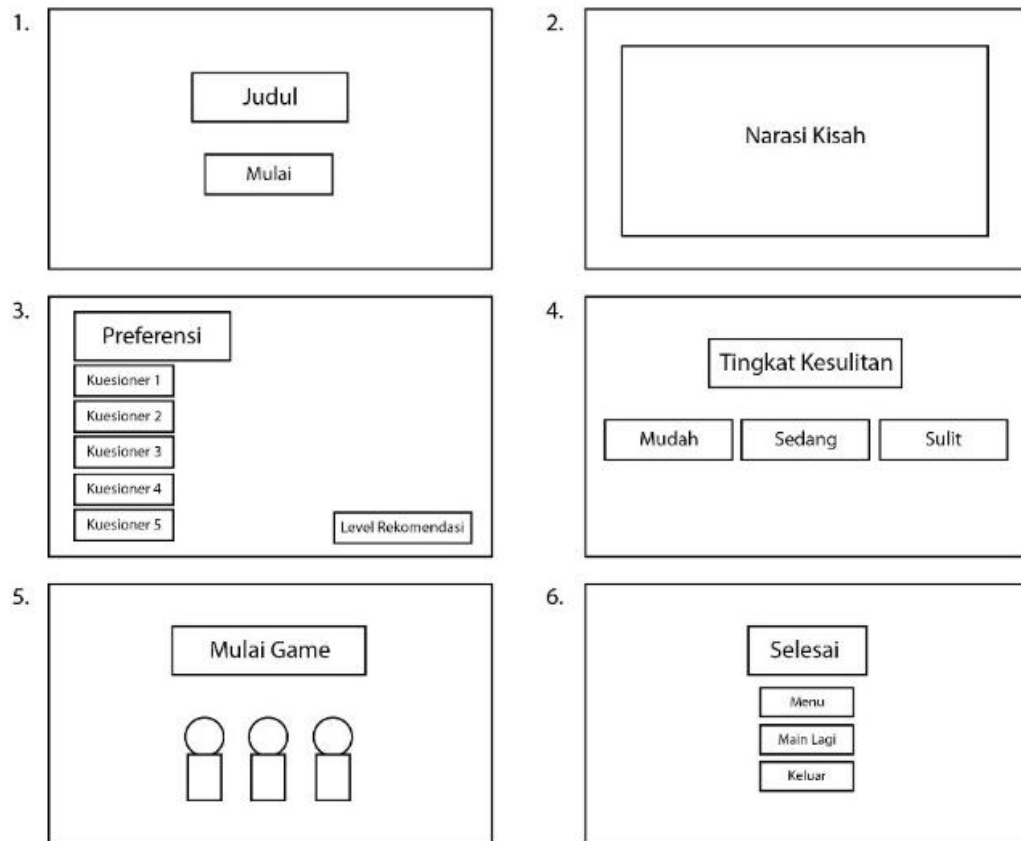 1.
Judul
Mulai
2.
Narasi Kisah
3.
Preferensi
Kuesioner 1
Kuesioner 2
Kuesioner 3
Kuesioner 4
Kuesioner 5
Level Rekomendasi
4.
Tingkat Kesulitan
Mudah Sedang Sulit
5.
Mulai Game
6.
Selesai
Menu
Main Lagi
Keluar